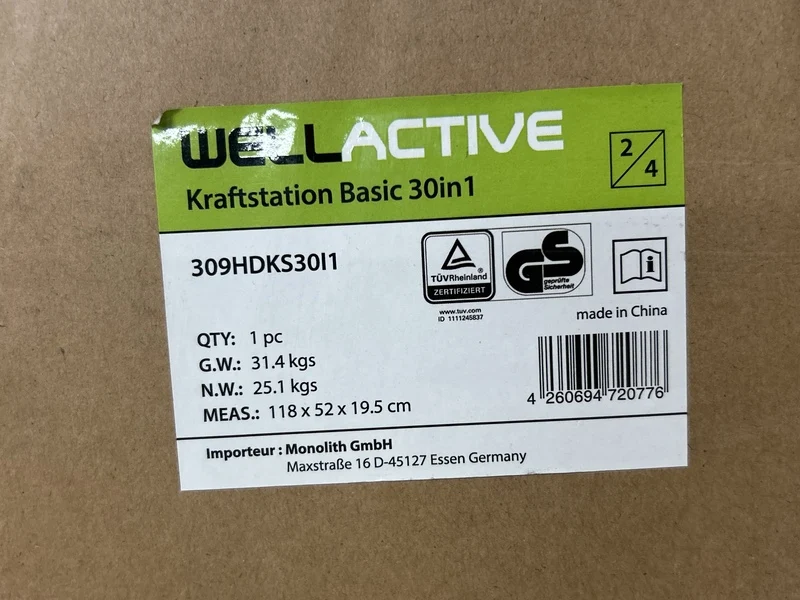 WELLACTIVE
Kraftstation Basic 30in1
2/4
309HDKS30I1
TÜVRheinland®
ZERTIFIZIERT
www.tuv.com
ID 1111245837
GS
geprüfte
Sicherheit
i
made in China
QTY: 1 pc
G.W.: 31.4 kgs
N.W.: 25.1 kgs
MEAS.: 118 x 52 x 19.5 cm
4 260694 720776
Importeur : Monolith GmbH
Maxstraße 16 D-45127 Essen Germany